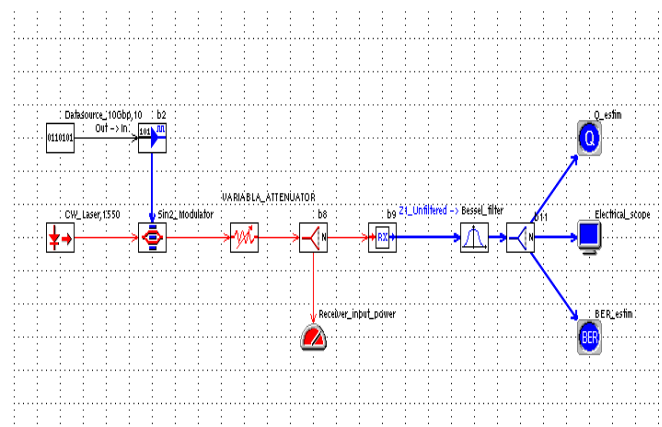 Datasource_10Gbp,10 b2 Q_estim
Out -> In
0110101 101 Q
VARIABLA_ATTENUATOR
CW_Laser,1550 Sin2_Modulator b8 b9 Z1_Unfiltered -> Bessel_filter b11 Electrical_scope
N RX N
Receiver_input_power BER_estim
BER